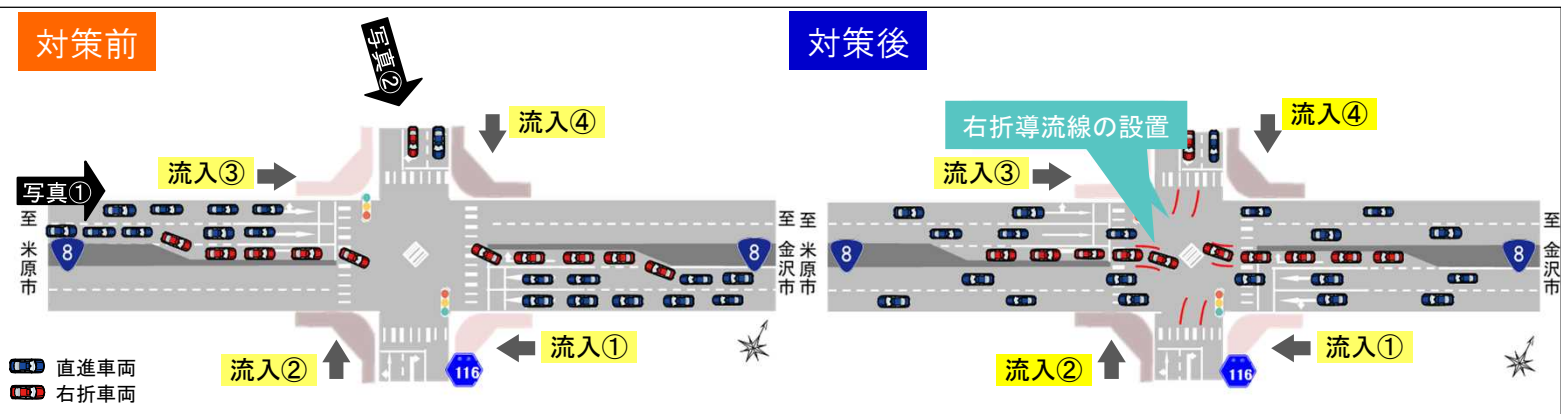 対策前
写真②
流入④
流入③
写真①
至米原市
8
8
至金沢市
流入①
流入②
116
直進車両
右折車両
対策後
右折導流線の設置
流入④
流入③
至米原市
8
8
至金沢市
流入①
流入②
116